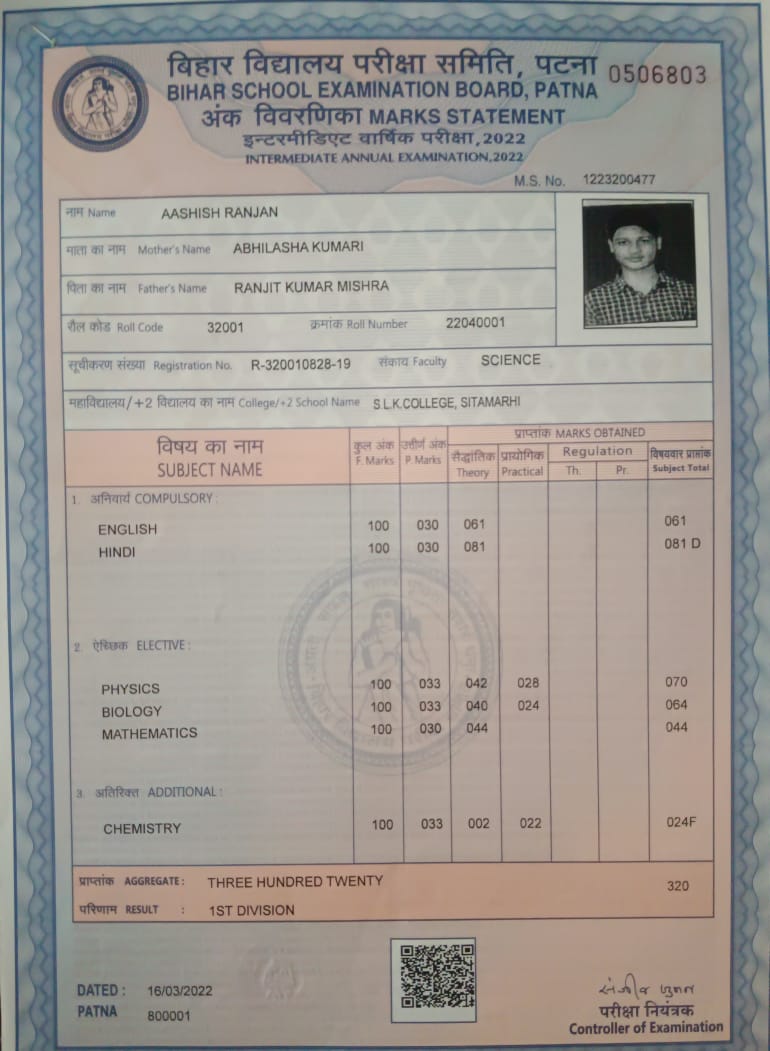 बिहार विद्यालय परीक्षा समिति, पटना 0506803
BIHAR SCHOOL EXAMINATION BOARD, PATNA
अंक विवरणिका MARKS STATEMENT
इन्टरमीडिएट वार्षिक परीक्षा,2022
INTERMEDIATE ANNUAL EXAMINATION,2022
M.S. No. 1223200477
नाम Name AASHISH RANJAN
माता का नाम Mother's Name ABHILASHA KUMARI
पिता का नाम Father's Name RANJIT KUMAR MISHRA
रौल कोड Roll Code 32001 क्रमांक Roll Number 22040001
सूचीकरण संख्या Registration No. R-320010828-19 संकाय Faculty SCIENCE
महाविद्यालय/+2 विद्यालय का नाम College/+2 School Name S.L.K.COLLEGE, SITAMARHI
विषय का नाम कुल अंक उत्तीर्ण अंक प्राप्तांक MARKS OBTAINED
SUBJECT NAME F. Marks P. Marks सैद्धांतिक प्रायोगिक Regulation विषयवार प्राप्तांक
Theory Practical Th. Pr. Subject Total
1. अनिवार्य COMPULSORY :
ENGLISH 100 030 061 061
HINDI 100 030 081 081 D
2. ऐच्छिक ELECTIVE :
PHYSICS 100 033 042 028 070
BIOLOGY 100 033 040 024 064
MATHEMATICS 100 030 044 044
3. अतिरिक्त ADDITIONAL :
CHEMISTRY 100 033 002 022 024F
प्राप्तांक AGGREGATE : THREE HUNDRED TWENTY 320
परिणाम RESULT : 1ST DIVISION
DATED : 16/03/2022
PATNA 800001
परीक्षा नियंत्रक
Controller of Examination